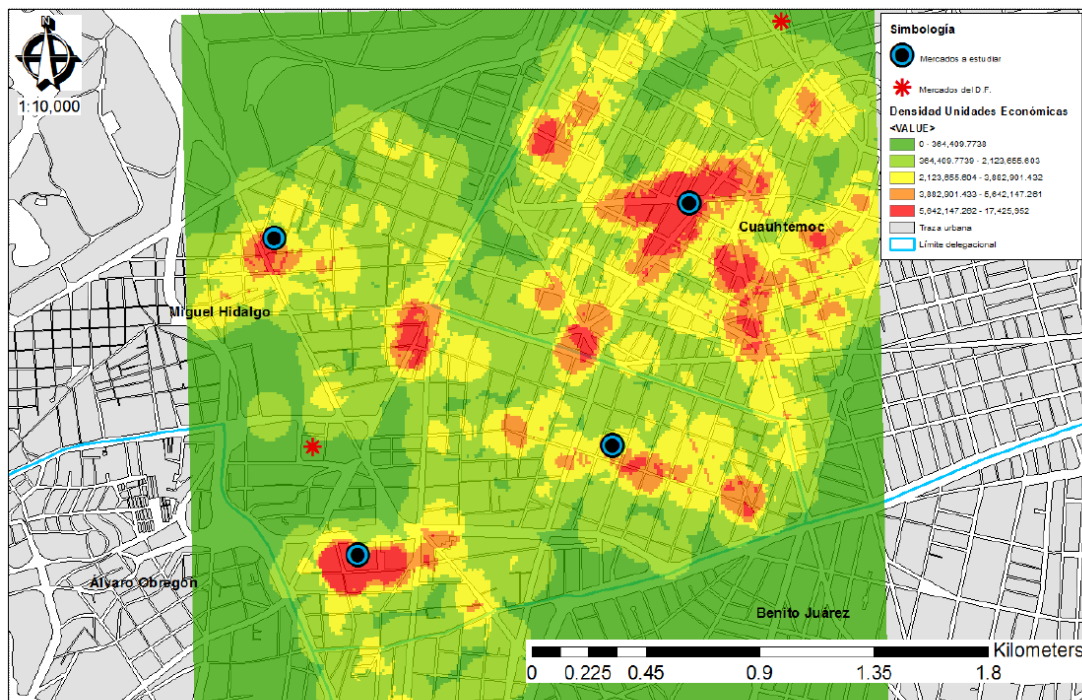 N
1:10,000
Simbología
Mercados a estudiar
Mercados del D.F.
Densidad Unidades Económicas
<VALUE>
0 - 364,409.7738
364,409.7739 - 2,123,655.603
2,123,655.604 - 3,882,901.432
3,882,901.433 - 5,642,147.261
5,642,147.262 - 17,425,952
Traza urbana
Límite delegacional
Cuauhtemoc
Miguel Hidalgo
Álvaro Obregón
Benito Juárez
Kilometers
0 0.225 0.45 0.9 1.35 1.8